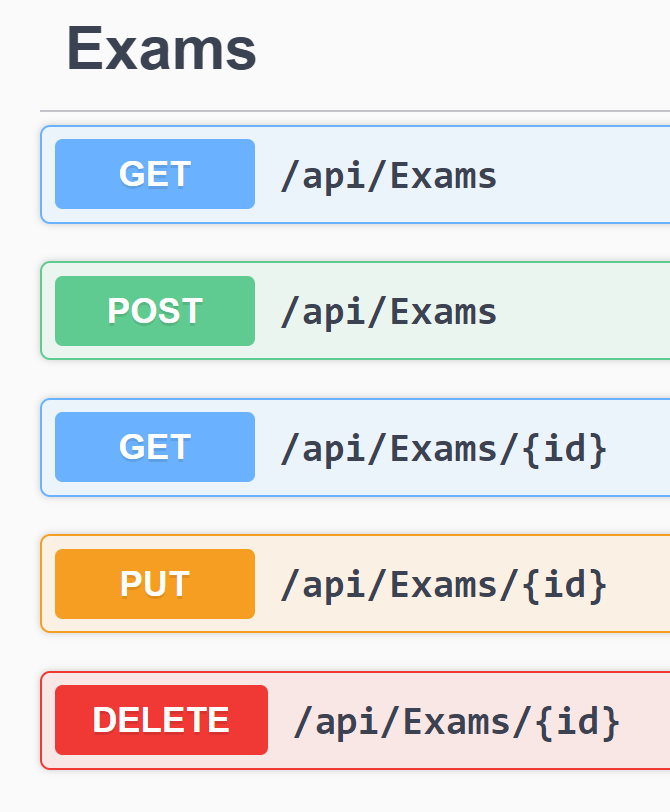 Exams
GET /api/Exams
POST /api/Exams
GET /api/Exams/{id}
PUT /api/Exams/{id}
DELETE /api/Exams/{id}